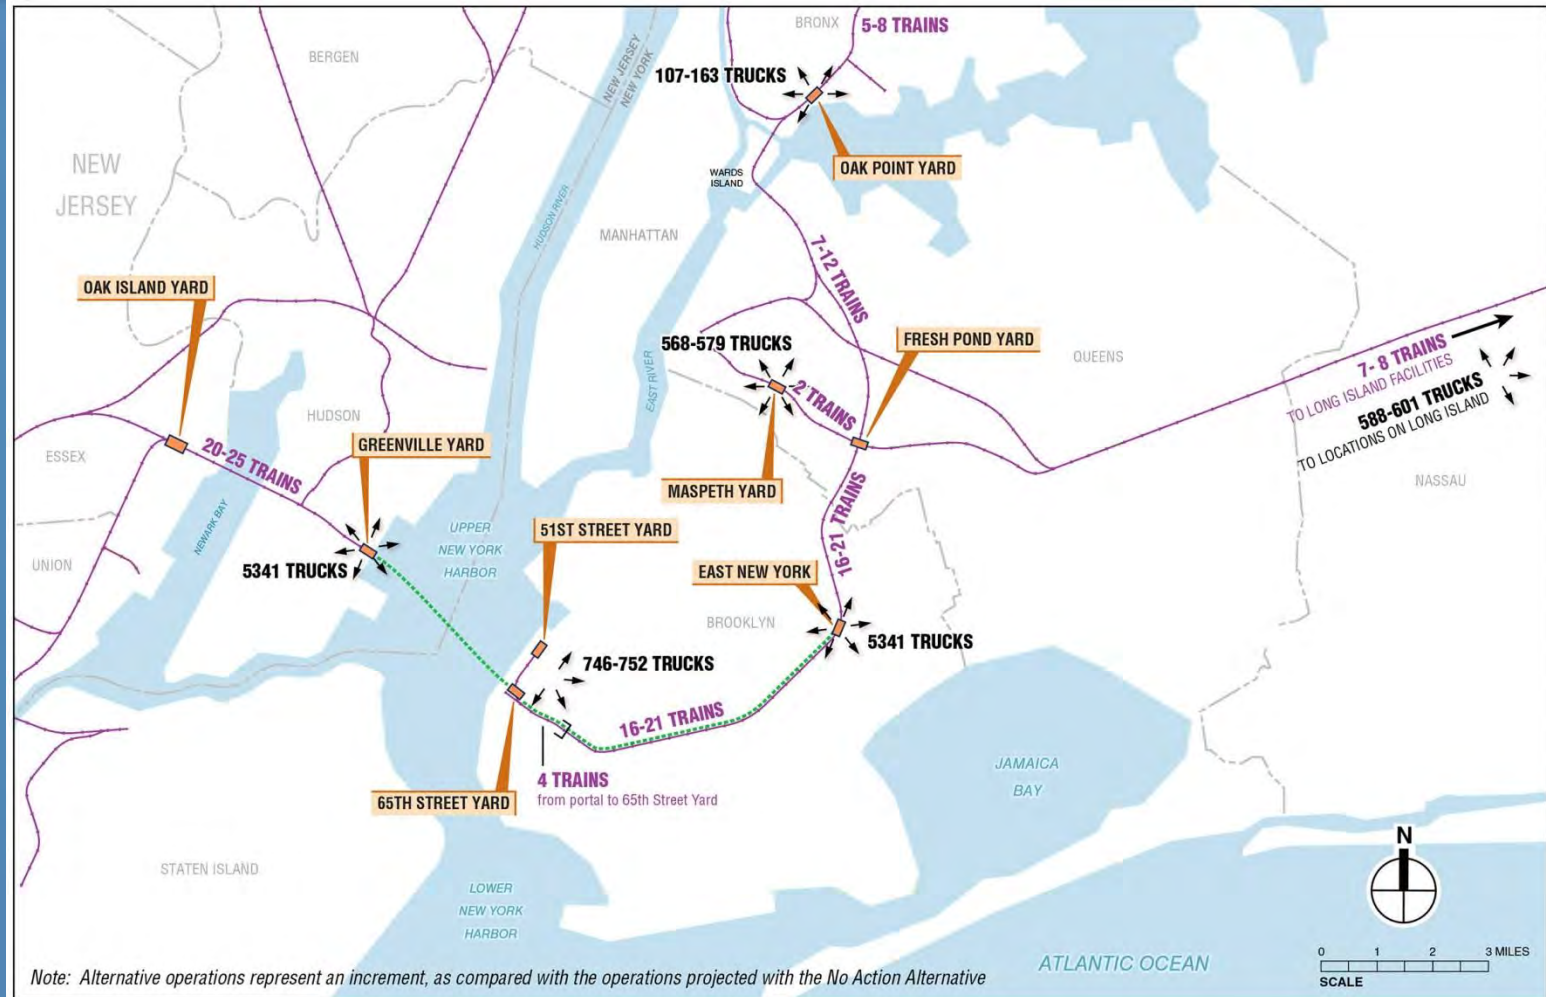 BRONX
5-8 TRAINS
BERGEN
NEW JERSEY
NEW YORK
107-163 TRUCKS
OAK POINT YARD
NEW
JERSEY
WARDS
ISLAND
HUDSON RIVER
MANHATTAN
7-12 TRAINS
OAK ISLAND YARD
568-579 TRUCKS
FRESH POND YARD
QUEENS
EAST RIVER
2 TRAINS
7- 8 TRAINS
TO LONG ISLAND FACILITIES
588-601 TRUCKS
TO LOCATIONS ON LONG ISLAND
HUDSON
ESSEX
20-25 TRAINS
GREENVILLE YARD
MASPETH YARD
NASSAU
NEWARK BAY
UPPER
NEW YORK
HARBOR
51ST STREET YARD
16-21 TRAINS
UNION
5341 TRUCKS
EAST NEW YORK
BROOKLYN
5341 TRUCKS
746-752 TRUCKS
16-21 TRAINS
4 TRAINS
from portal to 65th Street Yard
65TH STREET YARD
JAMAICA
BAY
STATEN ISLAND
LOWER
NEW YORK
HARBOR
N
ATLANTIC OCEAN
0 1 2 3 MILES
SCALE
Note: Alternative operations represent an increment, as compared with the operations projected with the No Action Alternative